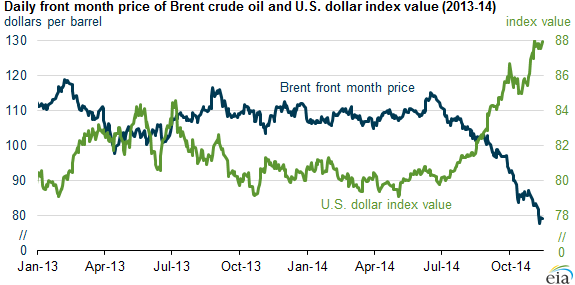 Daily front month price of Brent crude oil and U.S. dollar index value (2013-14)
dollars per barrel index value
130 88
120 86
Brent front month price
110 84
100 82
90 80
U.S. dollar index value
80 78
// //
0 0
Jan-13 Apr-13 Jul-13 Oct-13 Jan-14 Apr-14 Jul-14 Oct-14
eia